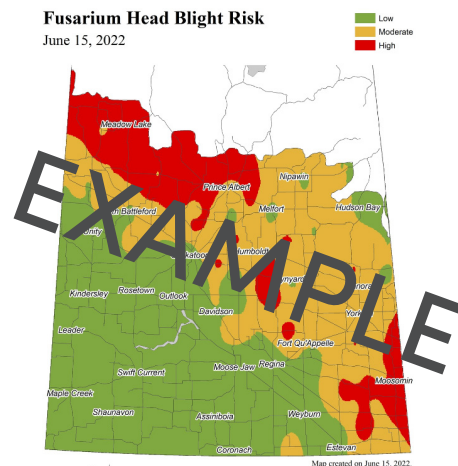 Fusarium Head Blight Risk
June 15, 2022
Low
Moderate
High
Meadow Lake
Prince Albert
Nipawin
Melfort
Hudson Bay
Battleford
Unity
Humboldt
Kindersley
Rosetown
Outlook
Davidson
Leader
Fort Qu'Appelle
Moose Jaw
Regina
Swift Current
Moosomin
Maple Creek
Shaunavon
Assiniboia
Weyburn
Coronach
Estevan
EXAMPLE
Map created on June 15, 2022